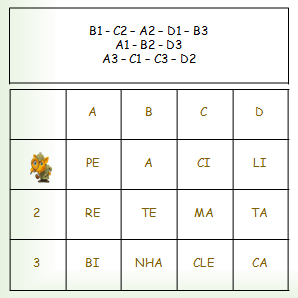 B1 - C2 – A2 – D1 – B3
A1 - B2 - D3
A3 – C1 – C3 – D2
A B C D
PE A CI LI
2 RE TE MA TA
3 BI NHA CLE CA